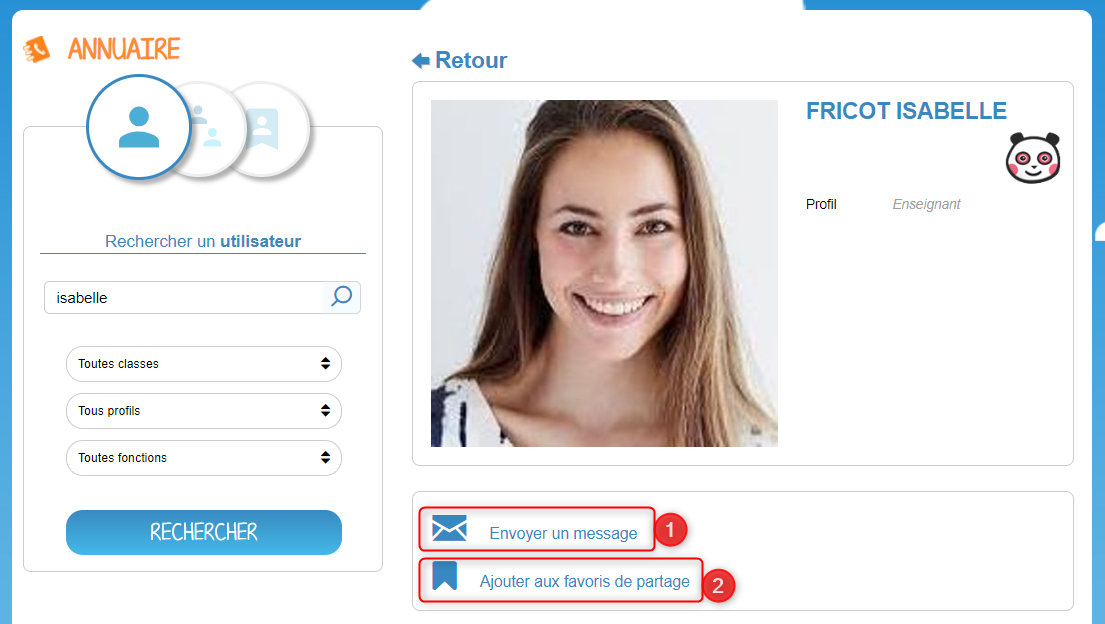 ANNUAIRE
Rechercher un utilisateur
isabelle
Toutes classes
Tous profils
Toutes fonctions
RECHERCHER
Retour
FRICOT ISABELLE
Profil Enseignant
Envoyer un message 1
Ajouter aux favoris de partage 2